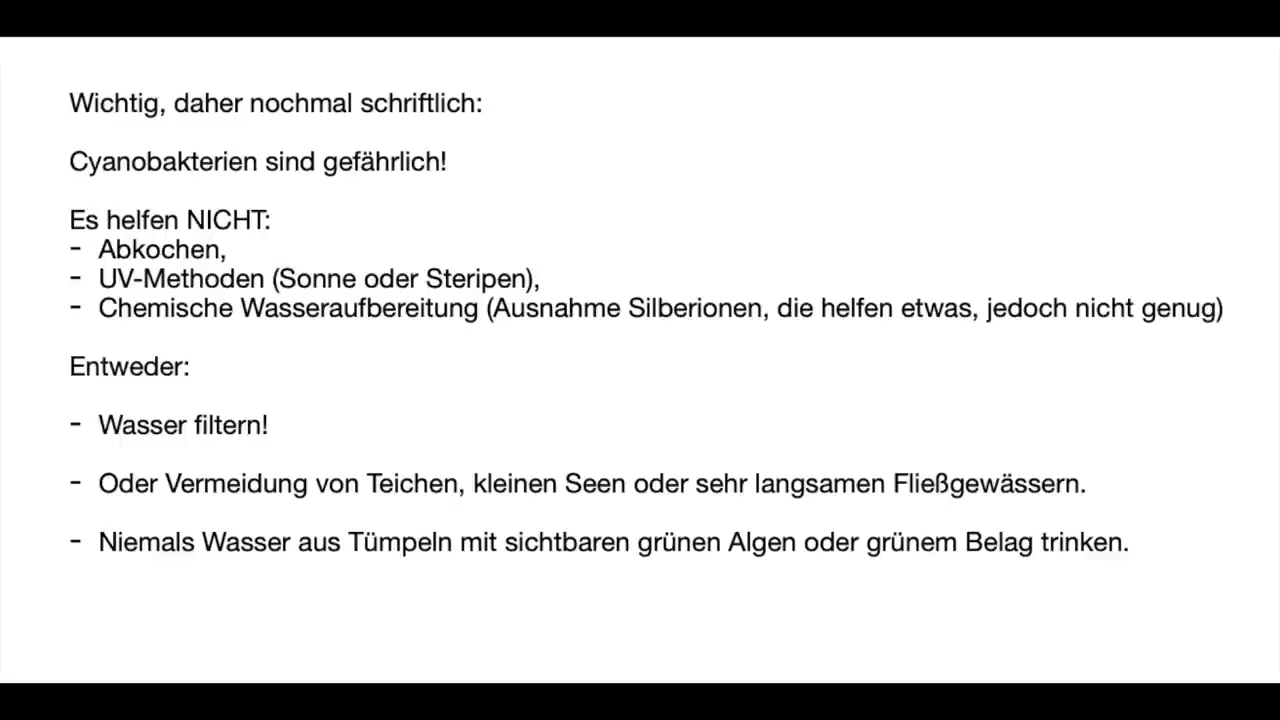 Wichtig, daher nochmal schriftlich:
Cyanobakterien sind gefährlich!
Es helfen NICHT:
- Abkochen,
- UV-Methoden (Sonne oder Steripen),
- Chemische Wasseraufbereitung (Ausnahme Silberionen, die helfen etwas, jedoch nicht genug)
Entweder:
- Wasser filtern!
- Oder Vermeidung von Teichen, kleinen Seen oder sehr langsamen Fließgewässern.
- Niemals Wasser aus Tümpeln mit sichtbaren grünen Algen oder grünem Belag trinken.